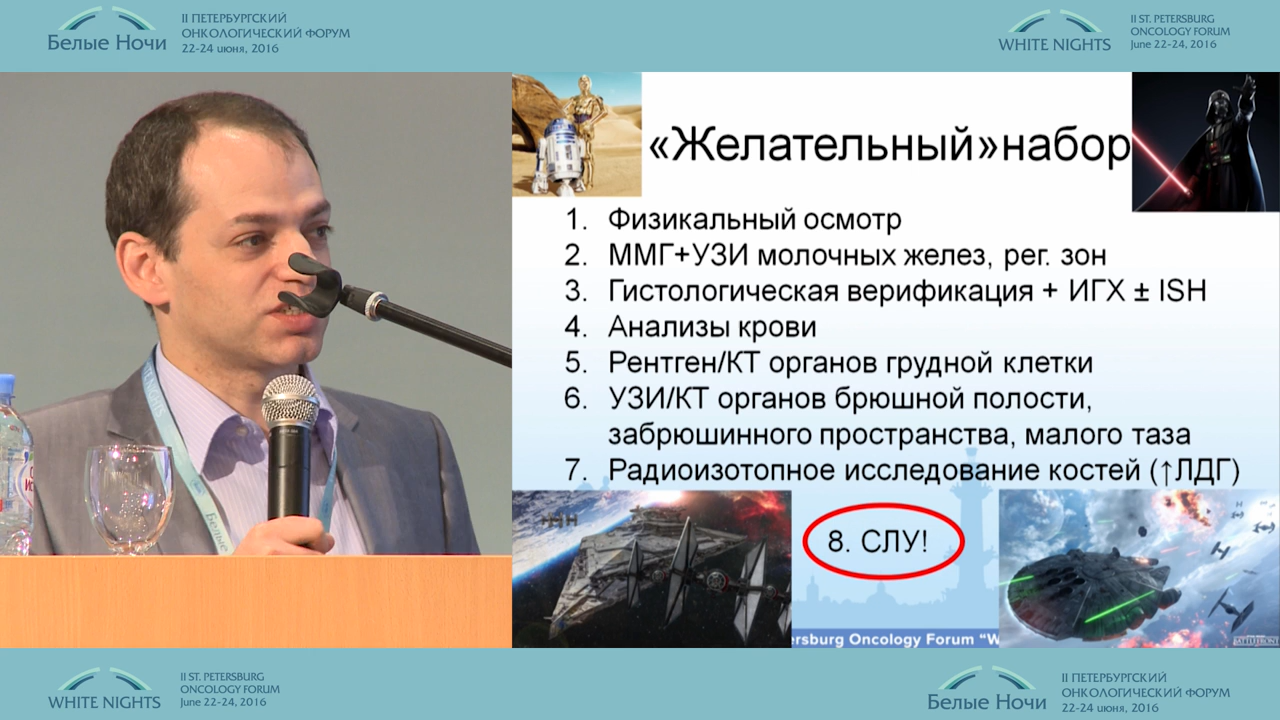 II ПЕТЕРБУРГСКИЙ
ОНКОЛОГИЧЕСКИЙ ФОРУМ
22-24 июня, 2016
Белые Ночи
II ST. PETERSBURG
ONCOLOGY FORUM
June 22-24, 2016
WHITE NIGHTS
«Желательный»набор
1. Физикальный осмотр
2. ММГ+УЗИ молочных желез, рег. зон
3. Гистологическая верификация + ИГХ ± ISH
4. Анализы крови
5. Рентген/КТ органов грудной клетки
6. УЗИ/КТ органов брюшной полости,
забрюшинного пространства, малого таза
7. Радиоизотопное исследование костей (↑ЛДГ)
8. СЛУ!
ersburg Oncology Forum “W
BATTLEFRONT
Белые
II ST. PETERSBURG
ONCOLOGY FORUM
June 22-24, 2016
WHITE NIGHTS
II ПЕТЕРБУРГСКИЙ
ОНКОЛОГИЧЕСКИЙ ФОРУМ
22-24 июня, 2016
Белые Ночи